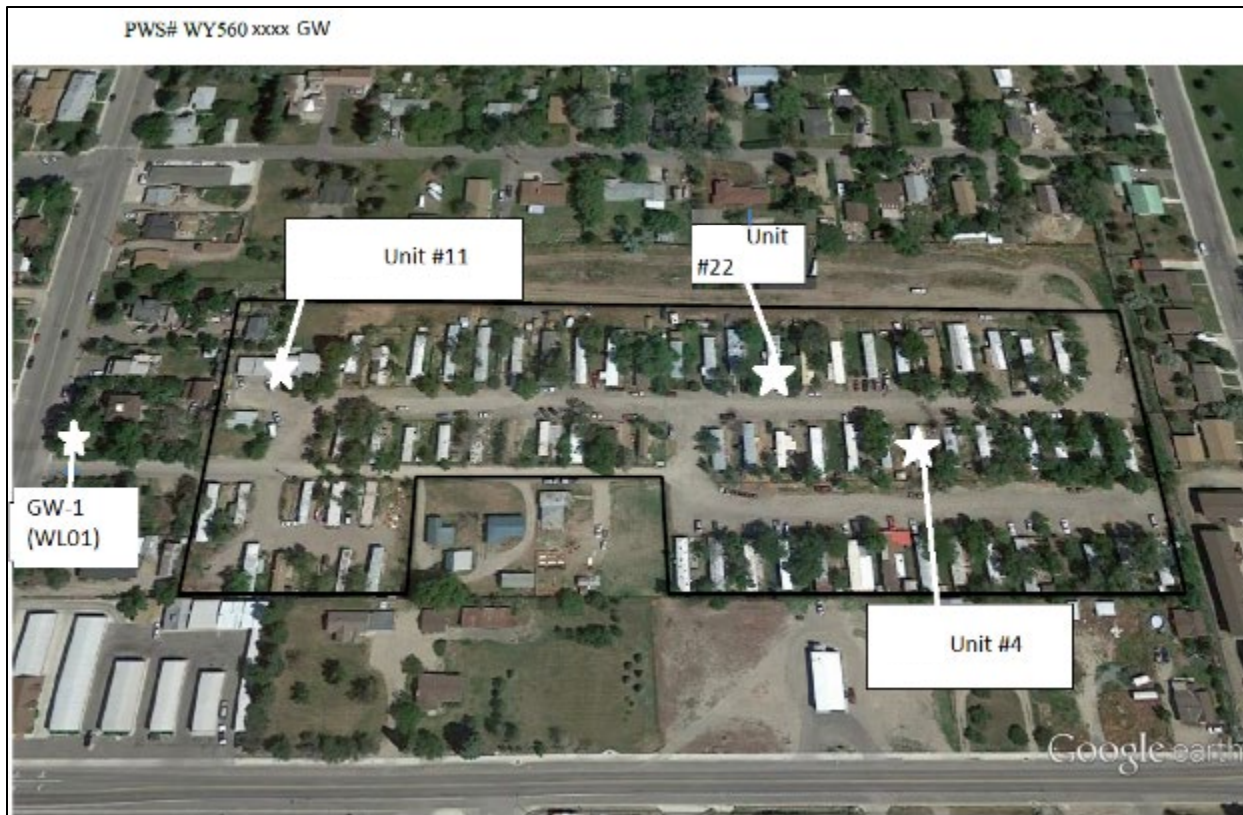 PWS# WY560 xxxx GW
Unit #11
Unit
#22
GW-1
(WL01)
Unit #4
Google earth